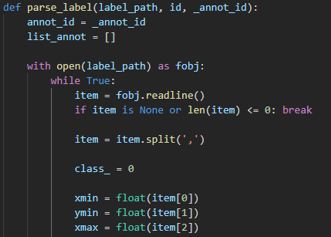 def parse_label(label_path, id, _annot_id):
    annot_id = _annot_id
    list_annot = []

    with open(label_path) as fobj:
        while True:
            item = fobj.readline()
            if item is None or len(item) <= 0: break

            item = item.split(',')

            class_ = 0

            xmin = float(item[0])
            ymin = float(item[1])
            xmax = float(item[2])